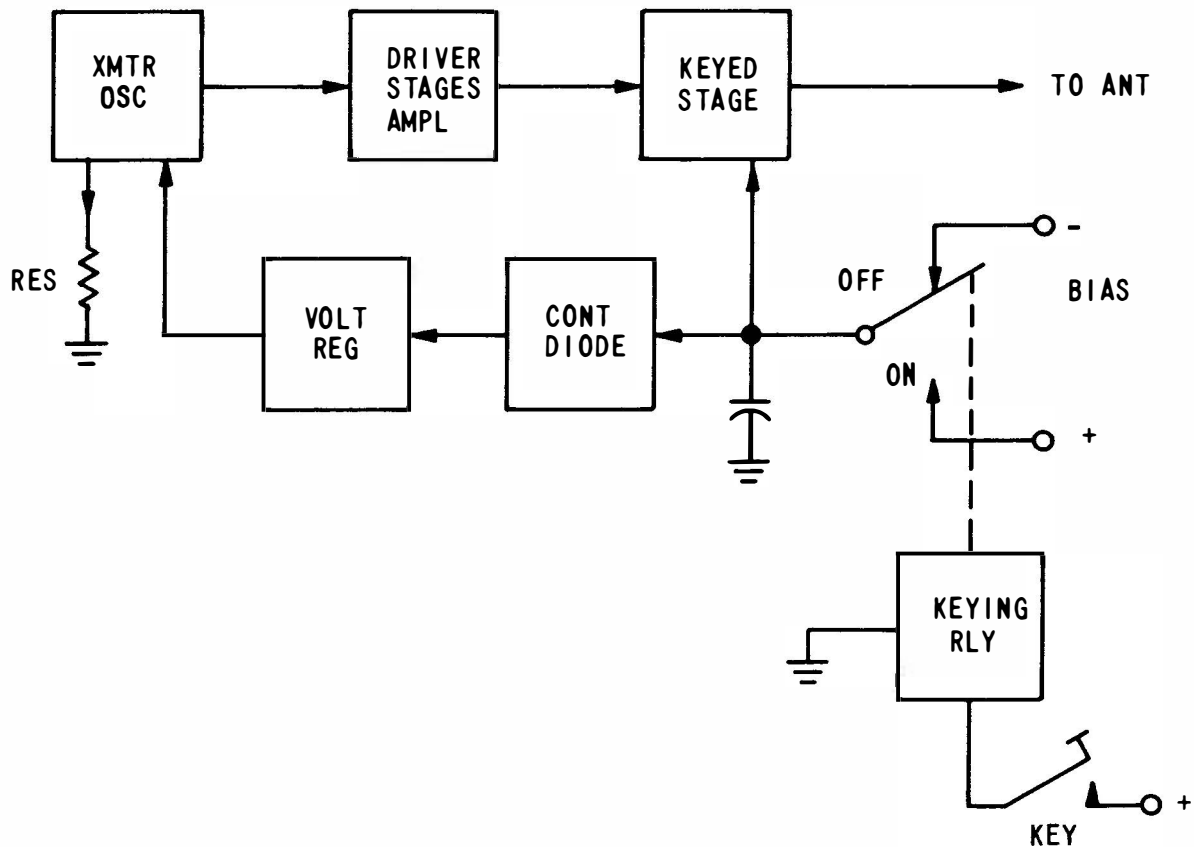 XMTR
OSC
DRIVER
STAGES
AMPL
KEYED
STAGE
TO ANT
RES
VOLT
REG
CONT
DIODE
OFF
-
BIAS
ON
+
KEYING
RLY
+
KEY